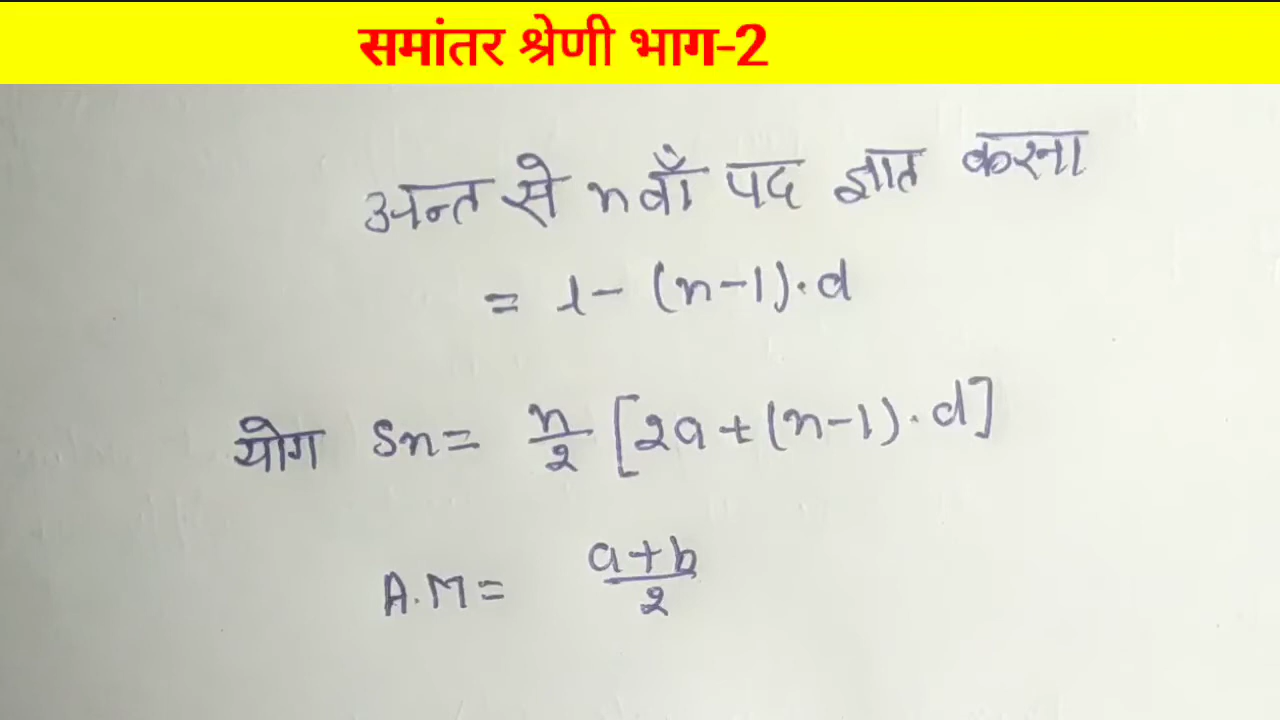 समांतर श्रेणी भाग-2
अन्त से nवाँ पद ज्ञात करना
= l - (n-1).d
योग Sn = n/2 [2a + (n-1).d]
A.M = a+b/2